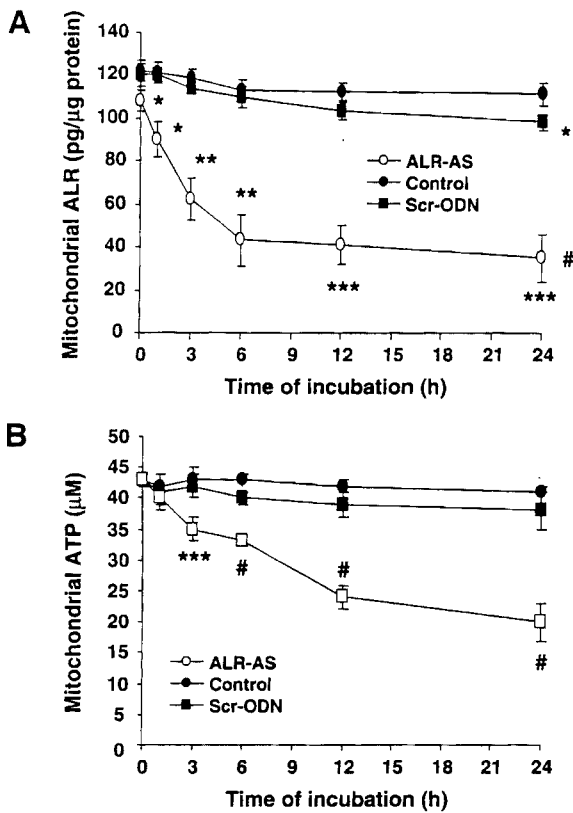 A
Mitochondrial ALR (pg/µg protein)
140
120
100
80
60
40
20
0
*
*
**
**
***
***
*
#
ALR-AS
Control
Scr-ODN
0 3 6 9 12 15 18 21 24
Time of incubation (h)
B
Mitochondrial ATP (µM)
50
45
40
35
30
25
20
15
10
5
0
***
#
#
#
ALR-AS
Control
Scr-ODN
0 3 6 9 12 15 18 21 24
Time of incubation (h)